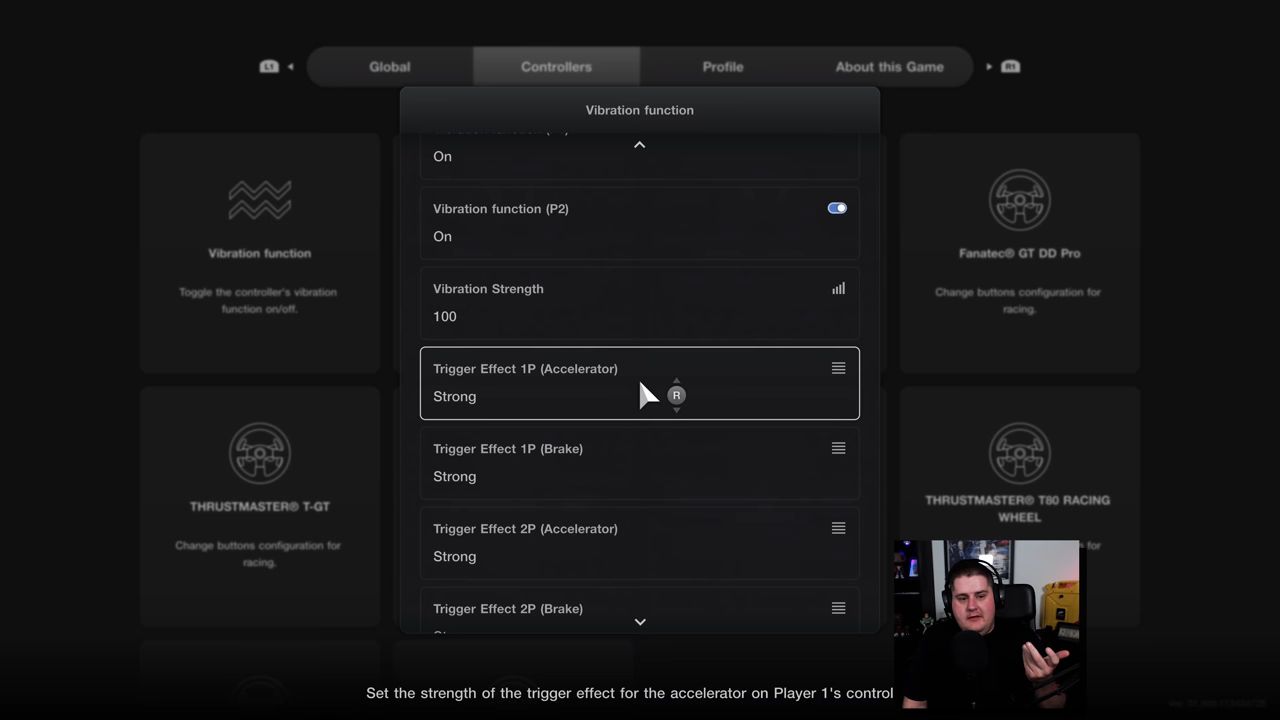 L1
Global
Controllers
Profile
About this Game
R1
Vibration function
On
Vibration function (P2)
On
Vibration Strength
100
Trigger Effect 1P (Accelerator)
Strong
R
Trigger Effect 1P (Brake)
Strong
Trigger Effect 2P (Accelerator)
Strong
Trigger Effect 2P (Brake)
Vibration function
Toggle the controller's vibration
function on/off.
Fanatec® GT DD Pro
Change buttons configuration for
racing.
THRUSTMASTER® T-GT
Change buttons configuration for
racing.
THRUSTMASTER® T80 RACING
WHEEL
Set the strength of the trigger effect for the accelerator on Player 1's control